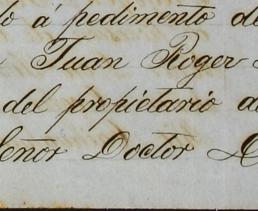 á pedimento de
Juan Roger
del propietario
Señor Doctor